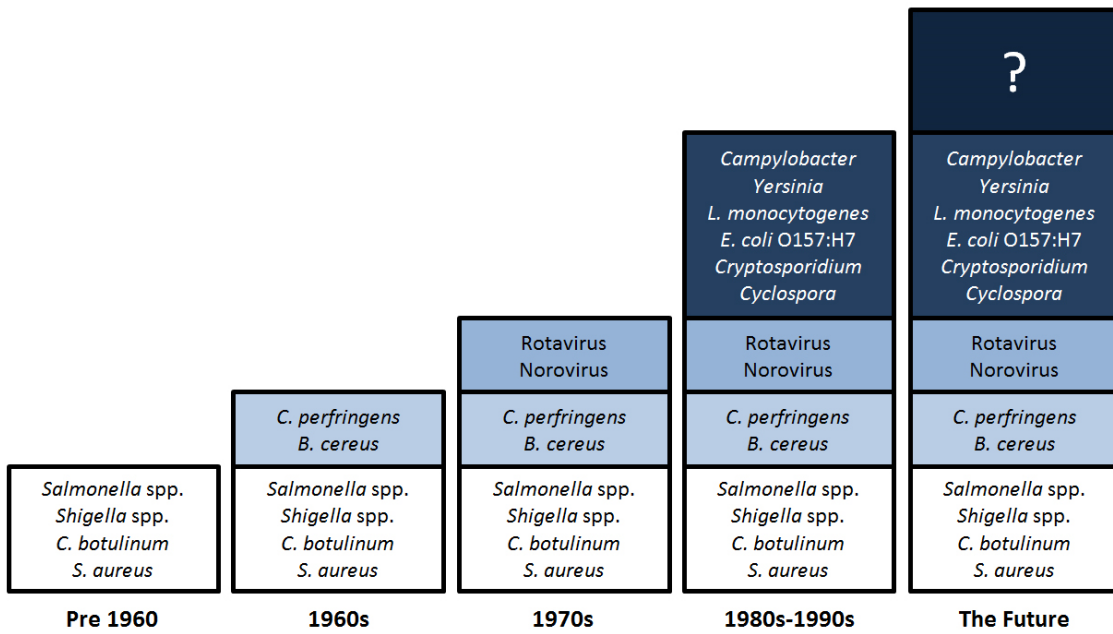 Salmonella spp.
Shigella spp.
C. botulinum
S. aureus
Pre 1960
C. perfringens
B. cereus
Salmonella spp.
Shigella spp.
C. botulinum
S. aureus
1960s
Rotavirus
Norovirus
C. perfringens
B. cereus
Salmonella spp.
Shigella spp.
C. botulinum
S. aureus
1970s
Campylobacter
Yersinia
L. monocytogenes
E. coli O157:H7
Cryptosporidium
Cyclospora
Rotavirus
Norovirus
C. perfringens
B. cereus
Salmonella spp.
Shigella spp.
C. botulinum
S. aureus
1980s-1990s
?
Campylobacter
Yersinia
L. monocytogenes
E. coli O157:H7
Cryptosporidium
Cyclospora
Rotavirus
Norovirus
C. perfringens
B. cereus
Salmonella spp.
Shigella spp.
C. botulinum
S. aureus
The Future